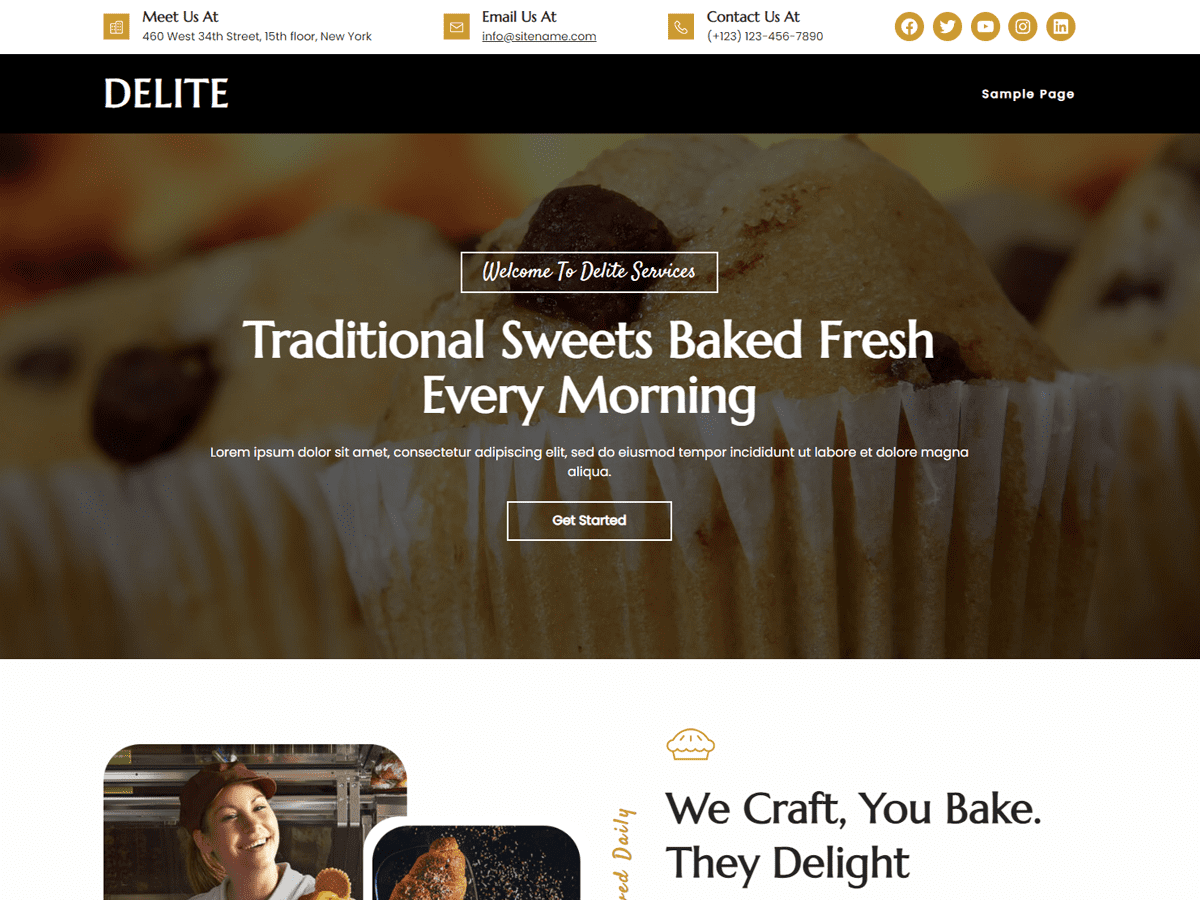 Meet Us At
460 West 34th Street, 15th floor, New York
Email Us At
info@sitename.com
Contact Us At
(+123) 123-456-7890
DELITE
Sample Page
Welcome To Delite Services
Traditional Sweets Baked Fresh
Every Morning
Lorem ipsum dolor sit amet, consectetur adipiscing elit, sed do eiusmod tempor incididunt ut labore et dolore magna
aliqua.
Get Started
Daily
We Craft, You Bake.
They Delight